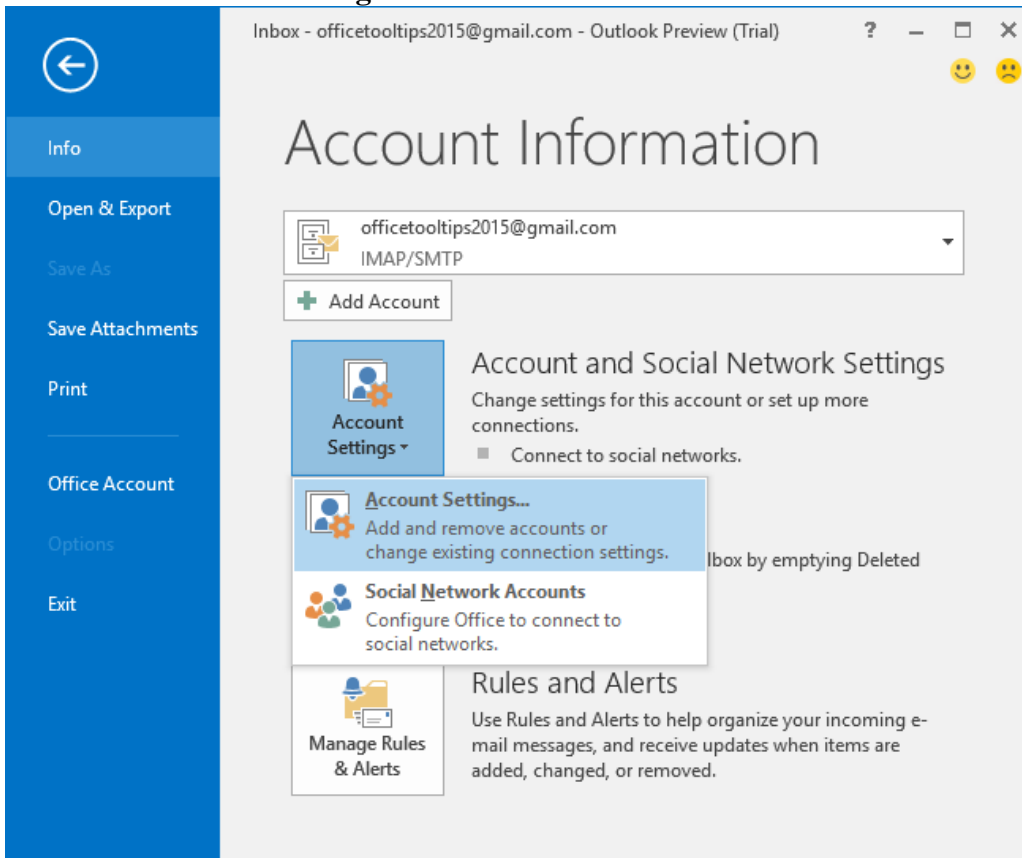 Inbox - officetooltips2015@gmail.com - Outlook Preview (Trial)
?
Account Information
Info
Open & Export
Save As
Save Attachments
Print
Office Account
Options
Exit
officetooltips2015@gmail.com
IMAP/SMTP
Add Account
Account
Settings
Account and Social Network Settings
Change settings for this account or set up more
connections.
Connect to social networks.
Account Settings...
Add and remove accounts or
change existing connection settings.
Social Network Accounts
Configure Office to connect to
social networks.
by emptying Deleted
Manage Rules
& Alerts
Rules and Alerts
Use Rules and Alerts to help organize your incoming e-
mail messages, and receive updates when items are
added, changed, or removed.